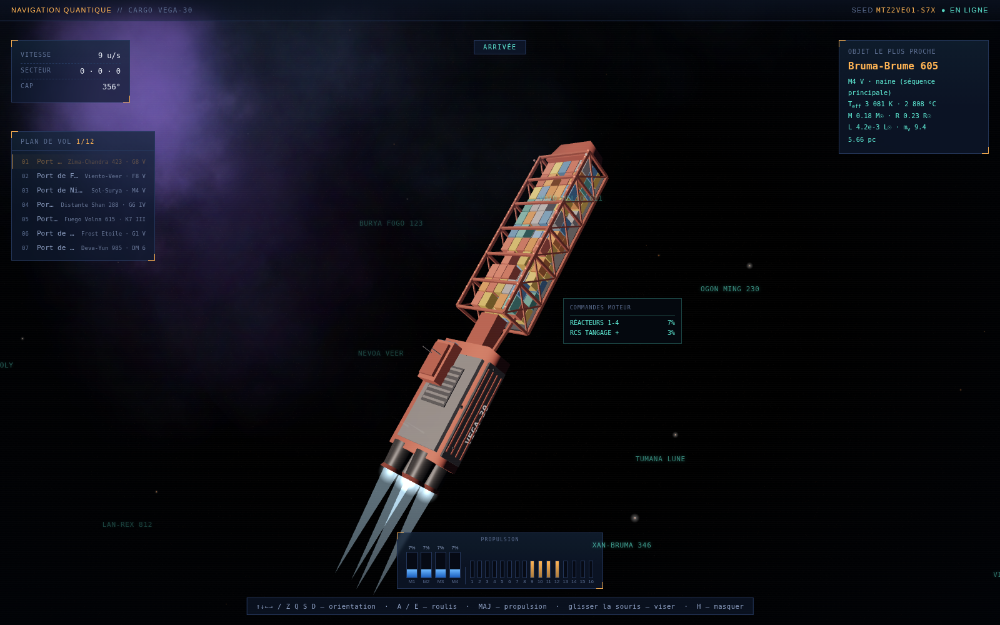 NAVIGATION QUANTIQUE // CARGO VEGA-30
SEED MTZ2VEO1-S7X ● EN LIGNE
VITESSE 9 u/s
SECTEUR 0 · 0 · 0
CAP 356°
ARRIVÉE
OBJET LE PLUS PROCHE
Bruma-Brume 605
M4 V · naine (séquence
principale)
Teff 3 081 K · 2 808 °C
M 0.18 M☉ · R 0.23 R☉
L 4.2e-3 L☉ · mv 9.4
5.66 pc
PLAN DE VOL 1/12
01 Port … Zima-Chandra 423 · G8 V
02 Port de F… Viento-Veer · F8 V
03 Port de Ni… Sol-Surya · M4 V
04 Por… Distante Shan 288 · G6 IV
05 Port… Fuego Volna 615 · K7 III
06 Port de … Frost Etoile · G1 V
07 Port de … Deva-Yun 985 · DM 6
BURYA FOGO 123
OGON MING 230
COMMANDES MOTEUR
RÉACTEURS 1-4 7%
RCS TANGAGE + 3%
NEVOA VEER
OLY
VEGA-30
TUMANA LUNE
LAN-REX 812
XAN-BRUMA 346
VI
PROPULSION
7% 7% 7% 7%
M1 M2 M3 M4 1 2 3 4 5 6 7 8 9 10 11 12 13 14 15 16
↑↓←→ / Z Q S D — orientation · A / E — roulis · MAJ — propulsion · glisser la souris — viser · H — masquer